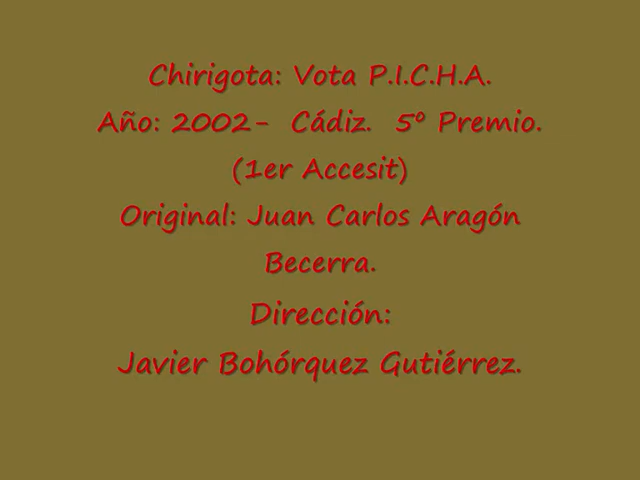 Chirigota: Vota P.I.C.H.A.
Año: 2002- Cádiz. 5º Premio.
(1er Accesit)
Original: Juan Carlos Aragón
Becerra.
Dirección:
Javier Bohórquez Gutiérrez.